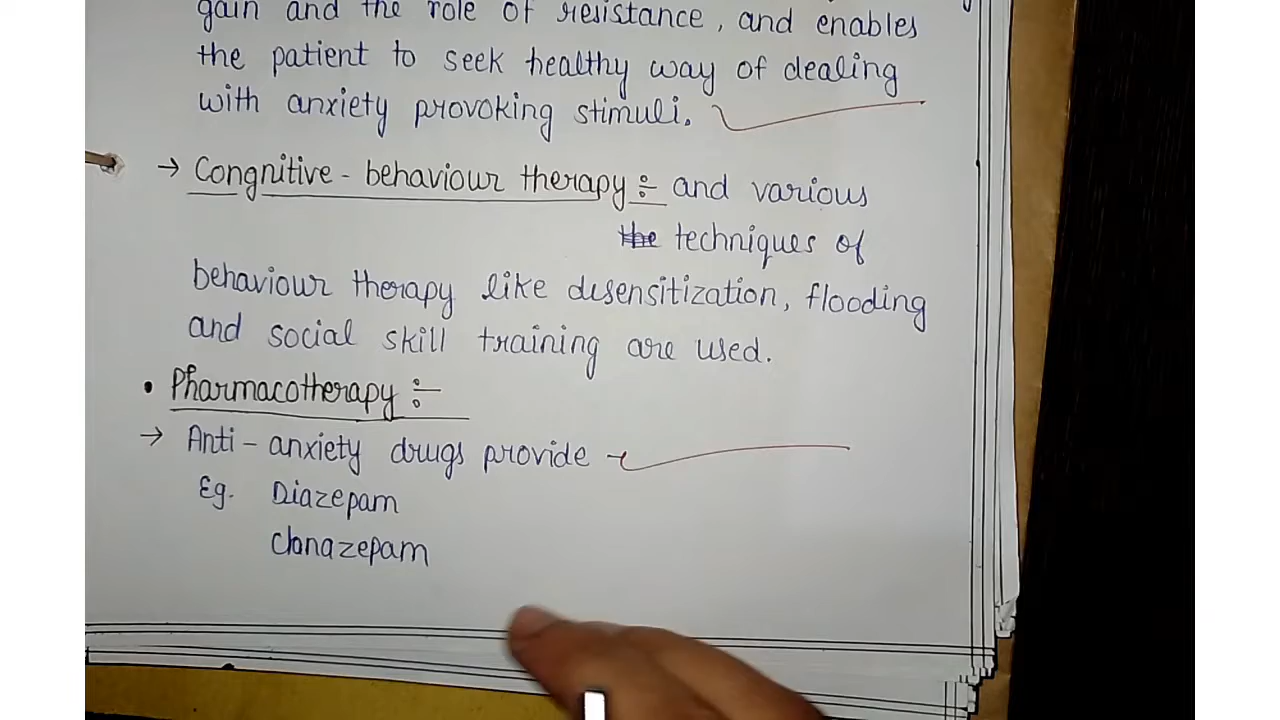 gain and the role of resistance, and enables
the patient to seek healthy way of dealing
with anxiety provoking stimuli.
→ Congnitive - behaviour therapy :- and various
the techniques of
behaviour therapy like desensitization, flooding
and social skill training are used.
• Pharmacotherapy :-
→ Anti - anxiety drugs provide -
Eg. Diazepam
Clonazepam